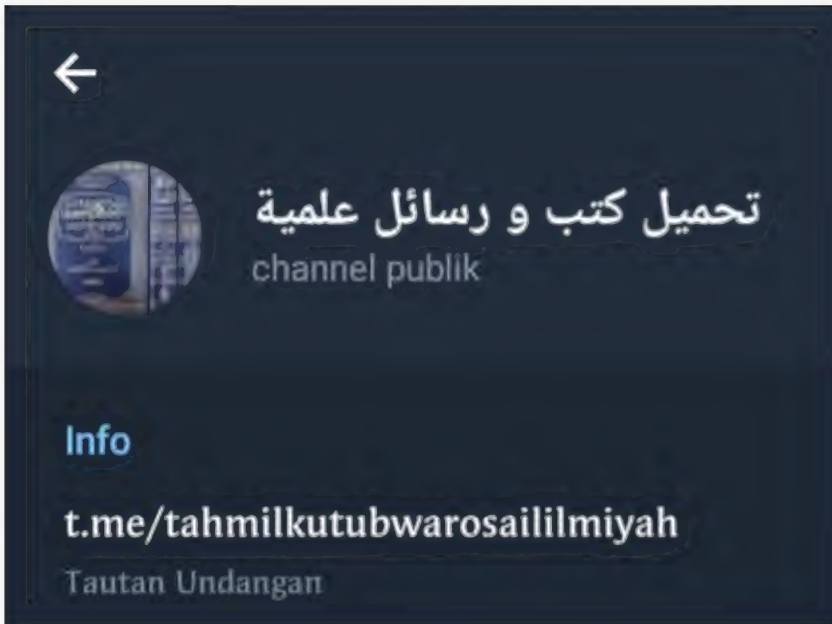 تحميل كتب و رسائل علمية
channel publik
Info
t.me/tahmilkutubwarosaililmiyah
Tautan Undangan